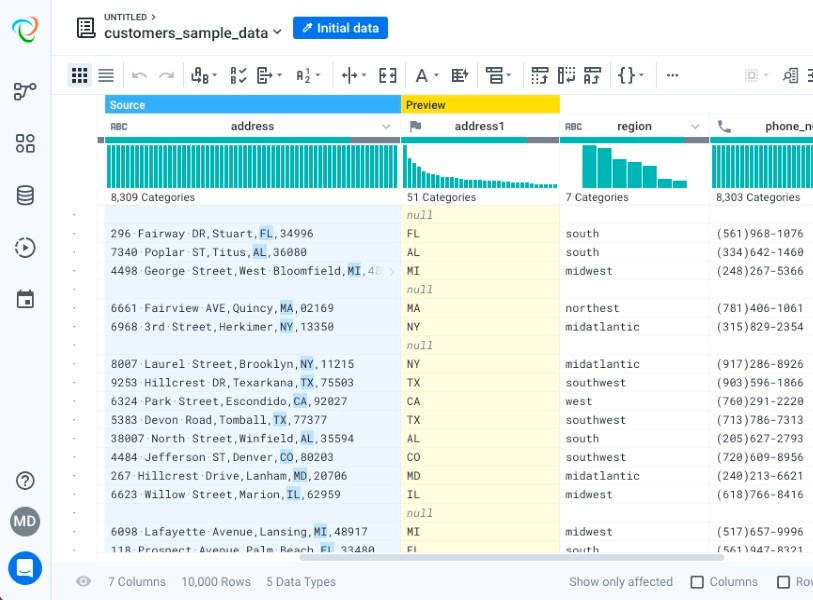 UNTITLED >
customers_sample_data
Initial data
Source Preview
ABC address address1 ABC region
8,309 Categories 51 Categories 7 Categories 8,303 Categories
null
296 Fairway DR,Stuart,FL,34996 FL south (561)968-1076
7340 Poplar ST,Titus,AL,36080 AL south (334)642-1460
4498 George Street,West Bloomfield,MI,48 MI midwest (248)267-5366
null
6661 Fairview AVE,Quincy,MA,02169 MA northest (781)406-1061
6968 3rd Street,Herkimer,NY,13350 NY midatlantic (315)829-2354
null
8007 Laurel Street,Brooklyn,NY,11215 NY midatlantic (917)286-8926
9253 Hillcrest DR,Texarkana,TX,75503 TX southwest (903)596-1866
6324 Park Street,Escondido,CA,92027 CA west (760)291-2220
5383 Devon Road,Tomball,TX,77377 TX southwest (713)786-7313
38007 North Street,Winfield,AL,35594 AL south (205)627-2793
4484 Jefferson ST,Denver,CO,80203 CO southwest (720)609-8956
267 Hillcrest Drive,Lanham,MD,20706 MD midatlantic (240)213-6621
6623 Willow Street,Marion,IL,62959 IL midwest (618)766-8416
null
6098 Lafayette Avenue,Lansing,MI,48917 MI midwest (517)657-9996
118 Prospect Avenue,Palm Beach,FL,33480 FL south (561)947-8321
MD
7 Columns 10,000 Rows 5 Data Types Show only affected Columns